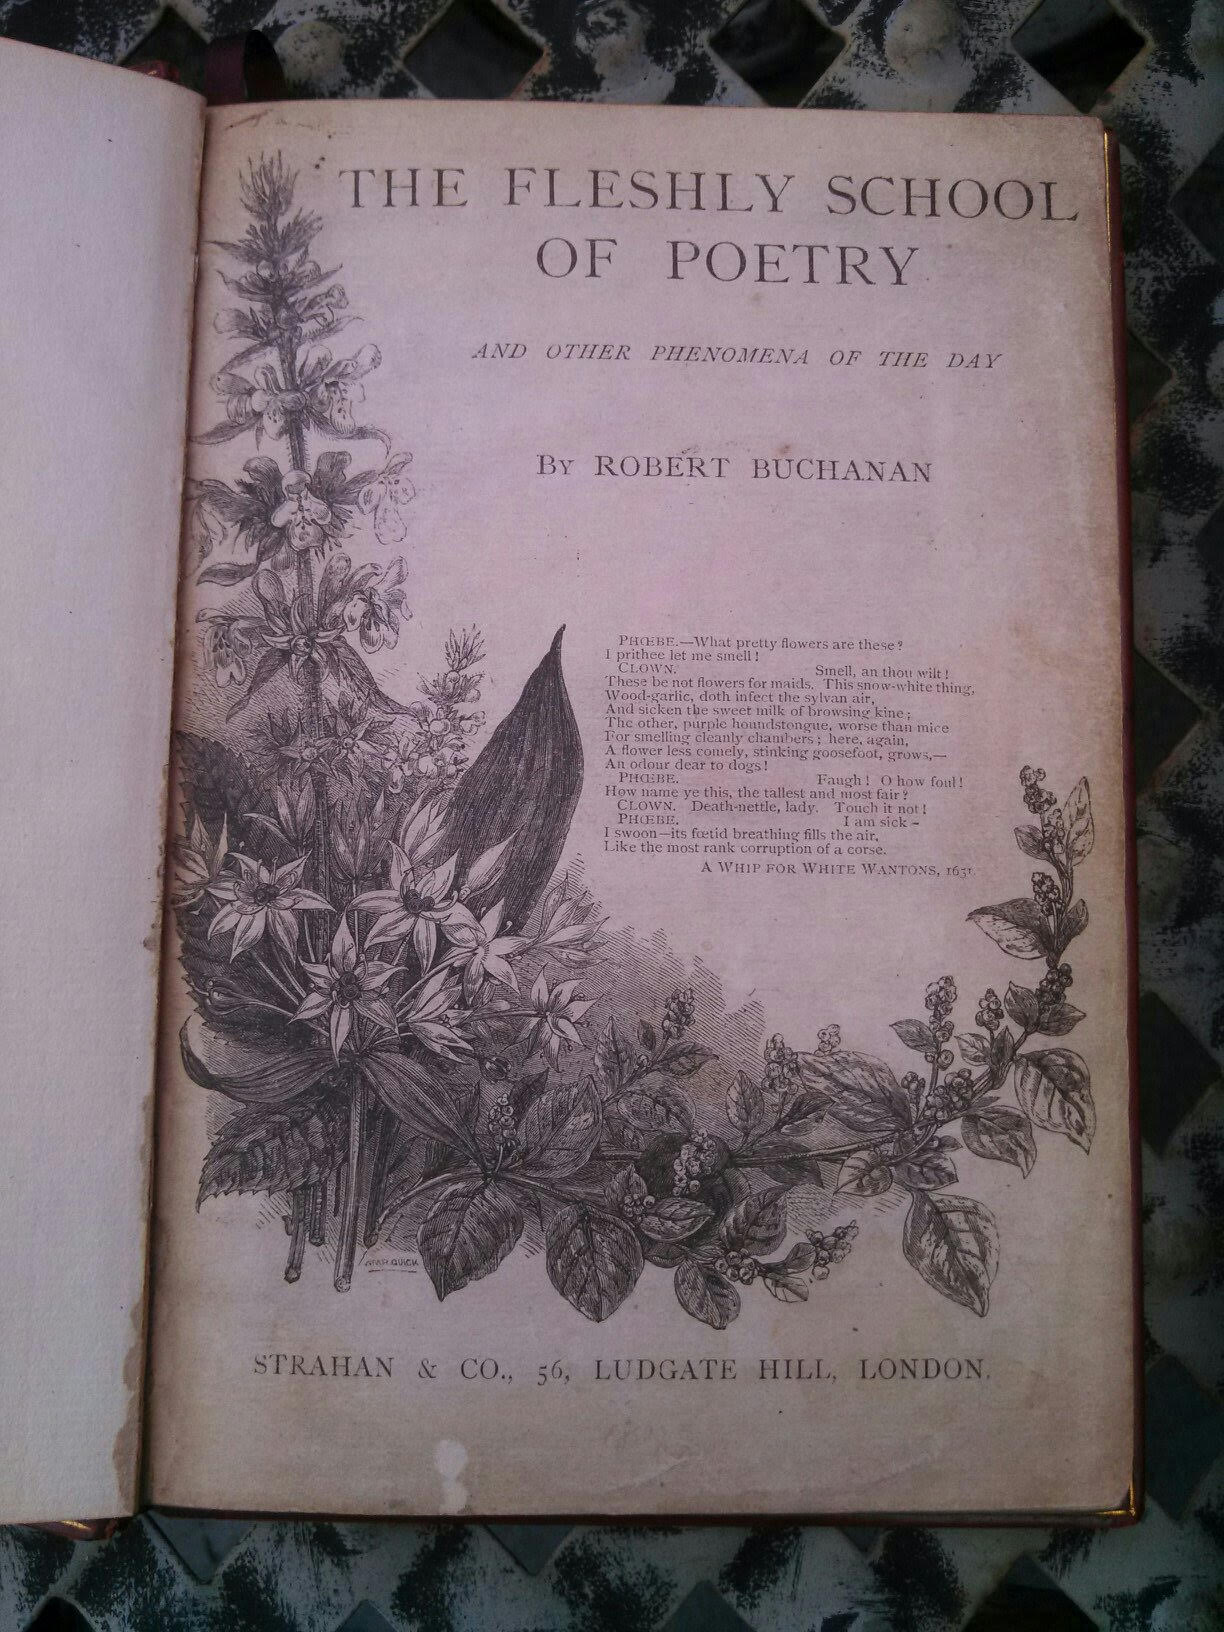 THE FLESHLY SCHOOL
OF POETRY
AND OTHER PHENOMENA OF THE DAY
BY ROBERT BUCHANAN
PHŒBE.—What pretty flowers are these?
I prithee let me smell!
CLOWN. Smell, an thou wilt!
These be not flowers for maids. This snow-white thing,
Wood-garlic, doth infect the sylvan air,
And sicken the sweet milk of browsing kine;
The other, purple houndstongue, worse than mice
For smelling cleanly chambers; here, again,
A flower less comely, stinking goosefoot, grows,—
An odour dear to dogs!
PHŒBE. Faugh! O how foul!
How name ye this, the tallest and most fair?
CLOWN. Death-nettle, lady. Touch it not!
PHŒBE. I am sick—
I swoon—its fœtid breathing fills the air,
Like the most rank corruption of a corse.
A WHIP FOR WHITE WANTONS, 1631.
STRAHAN & CO., 56, LUDGATE HILL, LONDON.